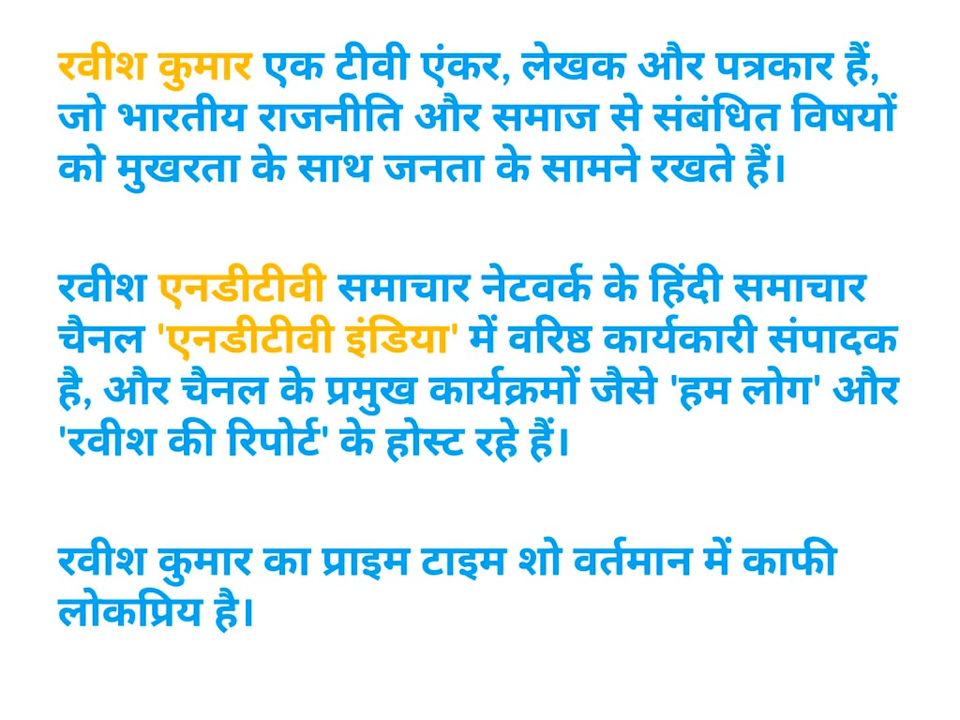 रवीश कुमार एक टीवी एंकर, लेखक और पत्रकार हैं,
जो भारतीय राजनीति और समाज से संबंधित विषयों
को मुखरता के साथ जनता के सामने रखते हैं।
रवीश एनडीटीवी समाचार नेटवर्क के हिंदी समाचार
चैनल 'एनडीटीवी इंडिया' में वरिष्ठ कार्यकारी संपादक
है, और चैनल के प्रमुख कार्यक्रमों जैसे 'हम लोग' और
'रवीश की रिपोर्ट' के होस्ट रहे हैं।
रवीश कुमार का प्राइम टाइम शो वर्तमान में काफी
लोकप्रिय है।